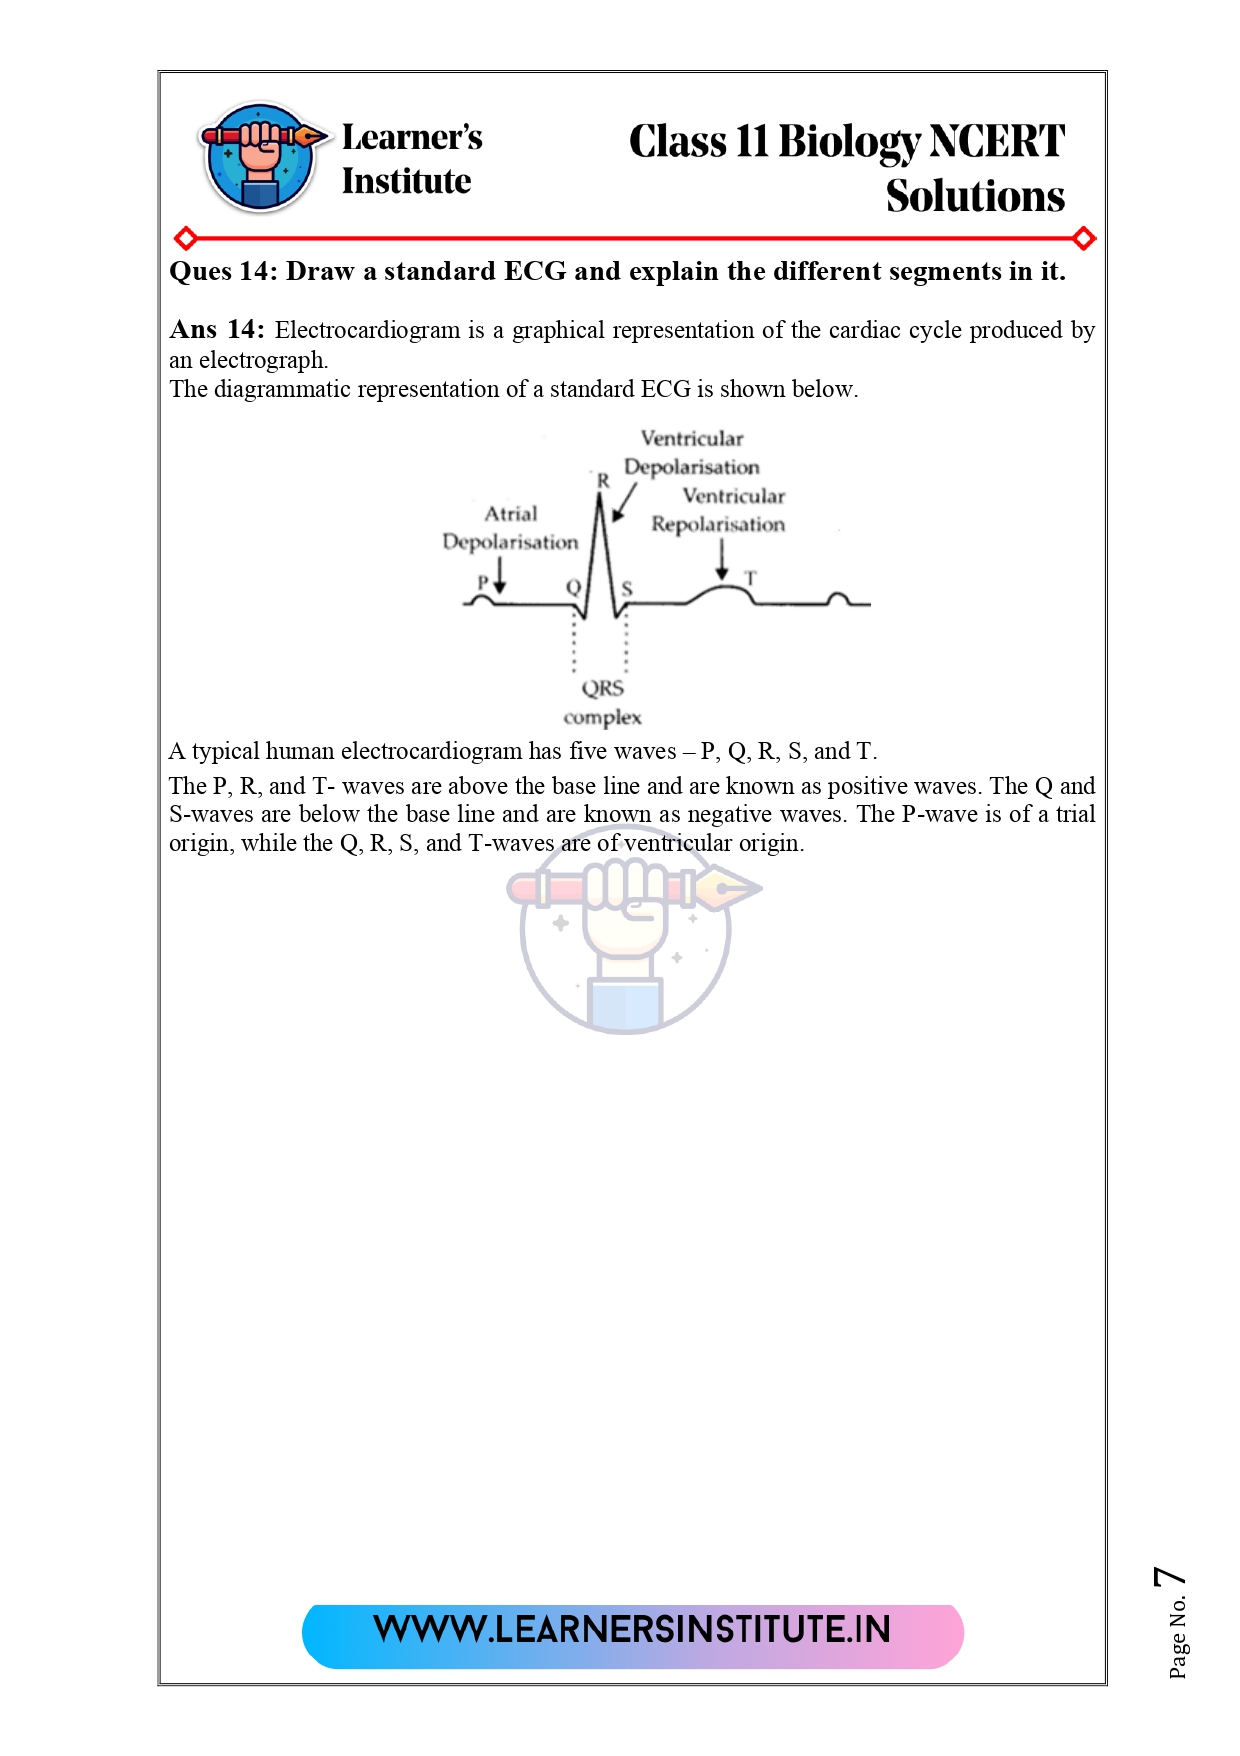 Learner's
Institute
Class 11 Biology NCERT
Solutions
Ques 14: Draw a standard ECG and explain the different segments in it.
Ans 14: Electrocardiogram is a graphical representation of the cardiac cycle produced by
an electrograph.
The diagrammatic representation of a standard ECG is shown below.
Ventricular
Depolarisation
R
Ventricular
Repolarisation
Atrial
Depolarisation
P
Q
S
T
QRS
complex
A typical human electrocardiogram has five waves – P, Q, R, S, and T.
The P, R, and T- waves are above the base line and are known as positive waves. The Q and
S-waves are below the base line and are known as negative waves. The P-wave is of a trial
origin, while the Q, R, S, and T-waves are of ventricular origin.
WWW.LEARNERSINSTITUTE.IN
Page No. 7